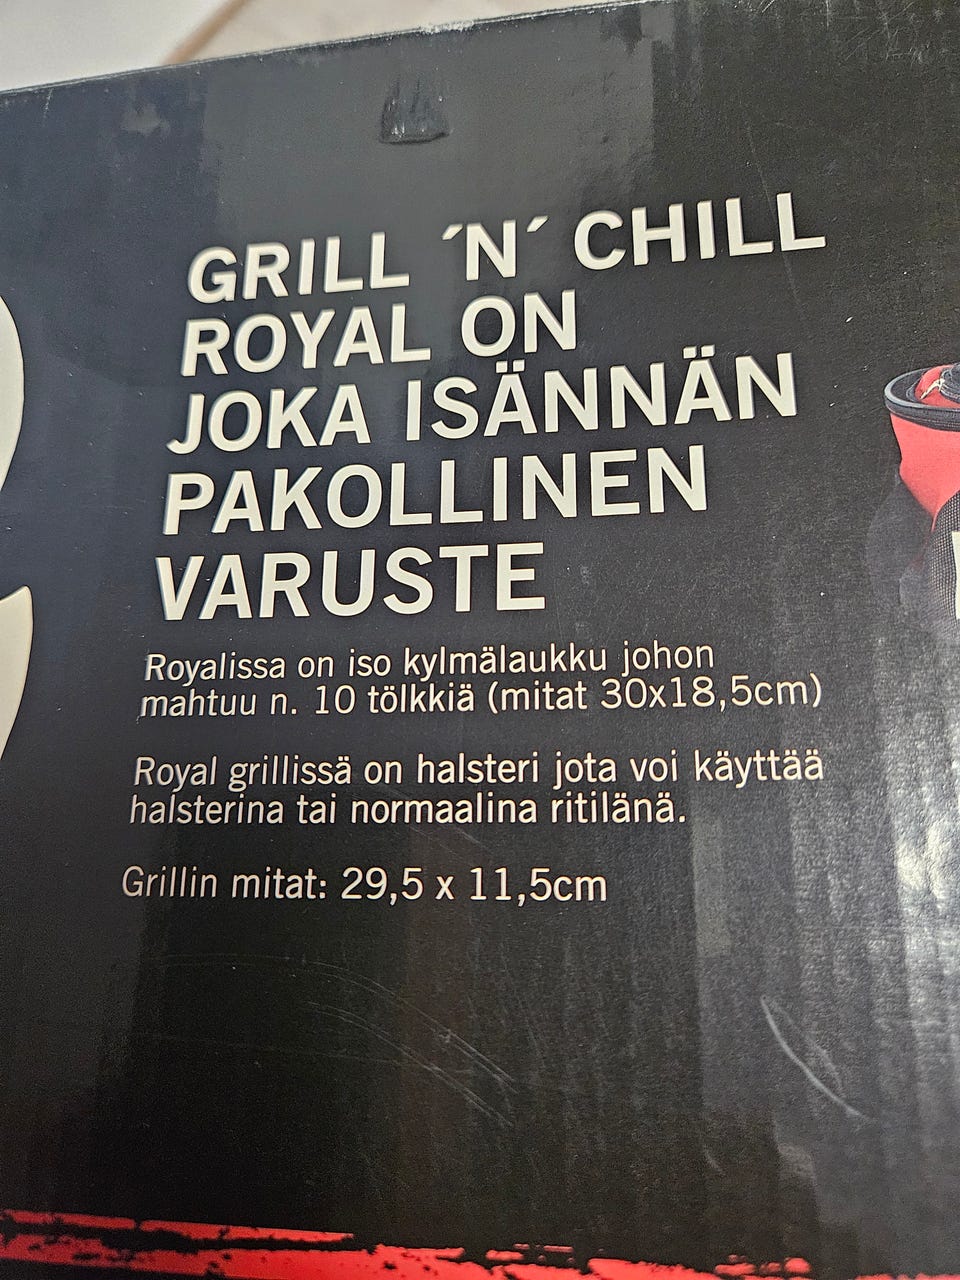 GRILL ´N´ CHILL
ROYAL ON
JOKA ISÄNNÄN
PAKOLLINEN
VARUSTE
Royalissa on iso kylmälaukku johon
mahtuu n. 10 tölkkiä (mitat 30x18,5cm)
Royal grillissä on halsteri jota voi käyttää
halsterina tai normaalina ritilänä.
Grillin mitat: 29,5 x 11,5cm